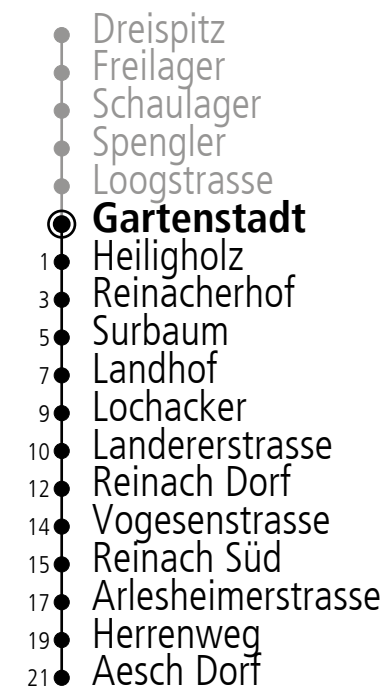 Dreispitz
Freilager
Schaulager
Spengler
Loogstrasse
Gartenstadt
1 Heiligholz
3 Reinacherhof
5 Surbaum
7 Landhof
9 Lochacker
10 Landererstrasse
12 Reinach Dorf
14 Vogesenstrasse
15 Reinach Süd
17 Arlesheimerstrasse
19 Herrenweg
21 Aesch Dorf